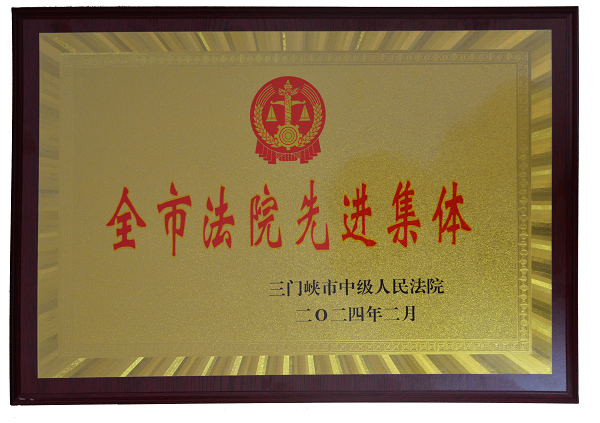 全市法院先进集体
三门峡市中级人民法院
二O二四年二月